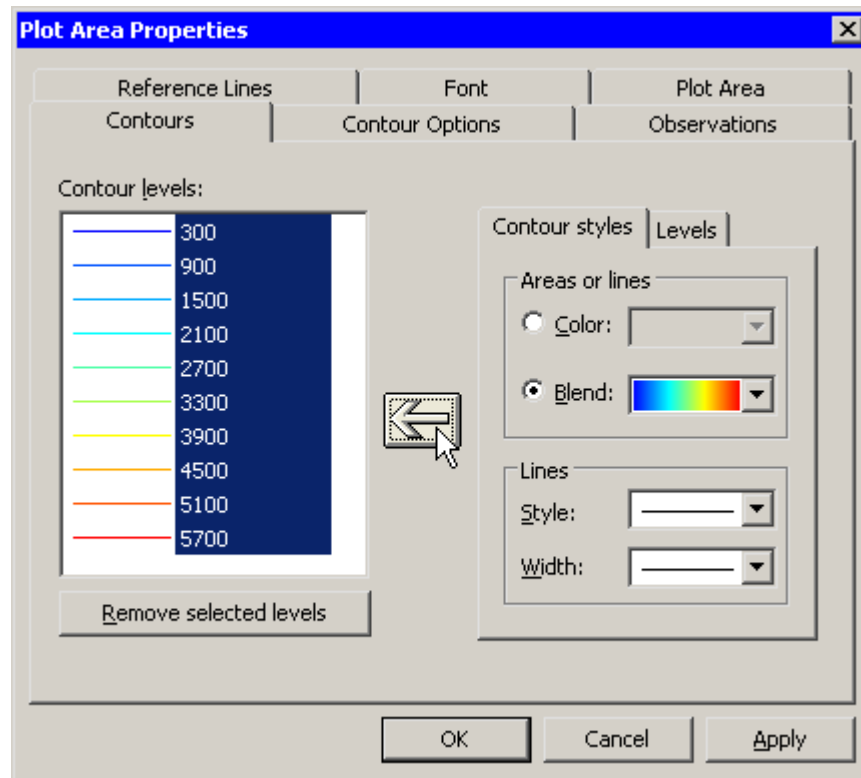 Plot Area Properties
Reference Lines
Font
Plot Area
Contours
Contour Options
Observations
Contour levels:
300
900
1500
2100
2700
3300
3900
4500
5100
5700
Remove selected levels
Contour styles
Levels
Areas or lines
Color:
Blend:
Lines
Style:
Width:
OK
Cancel
Apply